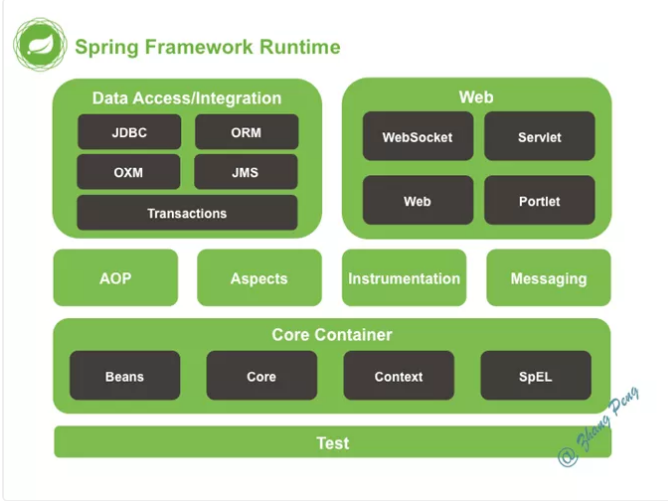 Spring Framework Runtime
Data Access/Integration
JDBC
ORM
OXM
JMS
Transactions
Web
WebSocket
Servlet
Web
Portlet
AOP
Aspects
Instrumentation
Messaging
Core Container
Beans
Core
Context
SpEL
Test
@ Zhang Peng